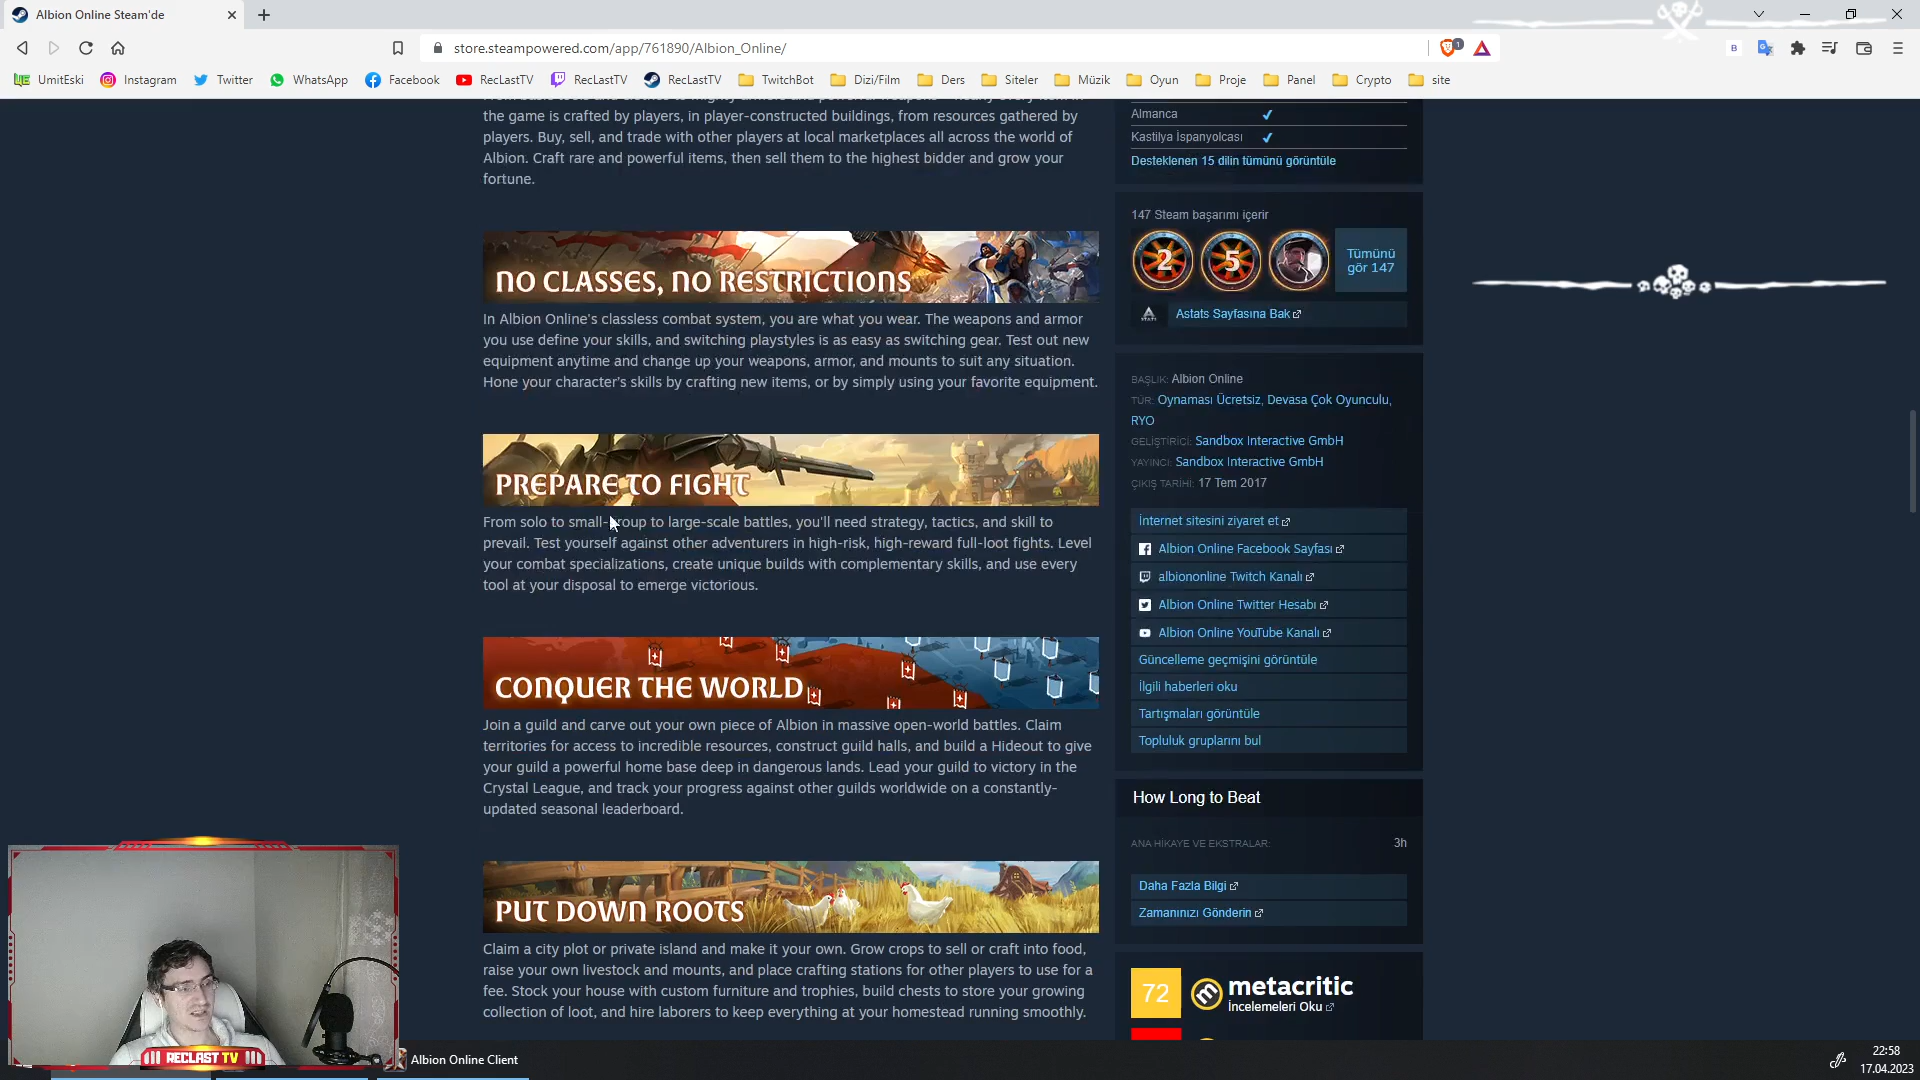 Albion Online Steam'de
store.steampowered.com/app/761890/Albion_Online/
1
B
UmitEski
Instagram
Twitter
WhatsApp
Facebook
RecLastTV
RecLastTV
RecLastTV
TwitchBot
Dizi/Film
Ders
Siteler
Müzik
Oyun
Proje
Panel
Crypto
site
the game is crafted by players, in player-constructed buildings, from resources gathered by
players. Buy, sell, and trade with other players at local marketplaces all across the world of
Albion. Craft rare and powerful items, then sell them to the highest bidder and grow your
fortune.
NO CLASSES, NO RESTRICTIONS
In Albion Online's classless combat system, you are what you wear. The weapons and armor
you use define your skills, and switching playstyles is as easy as switching gear. Test out new
equipment anytime and change up your weapons, armor, and mounts to suit any situation.
Hone your character's skills by crafting new items, or by simply using your favorite equipment.
PREPARE TO FIGHT
From solo to small-group to large-scale battles, you'll need strategy, tactics, and skill to
prevail. Test yourself against other adventurers in high-risk, high-reward full-loot fights. Level
your combat specializations, create unique builds with complementary skills, and use every
tool at your disposal to emerge victorious.
CONQUER THE WORLD
Join a guild and carve out your own piece of Albion in massive open-world battles. Claim
territories for access to incredible resources, construct guild halls, and build a Hideout to give
your guild a powerful home base deep in dangerous lands. Lead your guild to victory in the
Crystal League, and track your progress against other guilds worldwide on a constantly-
updated seasonal leaderboard.
PUT DOWN ROOTS
Claim a city plot or private island and make it your own. Grow crops to sell or craft into food,
raise your own livestock and mounts, and place crafting stations for other players to use for a
fee. Stock your house with custom furniture and trophies, build chests to store your growing
collection of loot, and hire laborers to keep everything at your homestead running smoothly.
Almanca
Kastilya İspanyolcası
Desteklenen 15 dilin tümünü görüntüle
147 Steam başarımı içerir
2
5
Tümünü
gör 147
Astats Sayfasına Bak
BAŞLIK: Albion Online
TÜR: Oynaması Ücretsiz, Devasa Çok Oyunculu,
RYO
GELİŞTİRİCİ: Sandbox Interactive GmbH
YAYINCI: Sandbox Interactive GmbH
ÇIKIŞ TARİHİ: 17 Tem 2017
İnternet sitesini ziyaret et
Albion Online Facebook Sayfası
albiononline Twitch Kanalı
Albion Online Twitter Hesabı
Albion Online YouTube Kanalı
Güncelleme geçmişini görüntüle
İlgili haberleri oku
Tartışmaları görüntüle
Topluluk gruplarını bul
How Long to Beat
ANA HİKAYE VE EKSTRALAR: 3h
Daha Fazla Bilgi
Zamanınızı Gönderin
72
metacritic
İncelemeleri Oku
RECLAST TV
Albion Online Client
22:58
17.04.2023